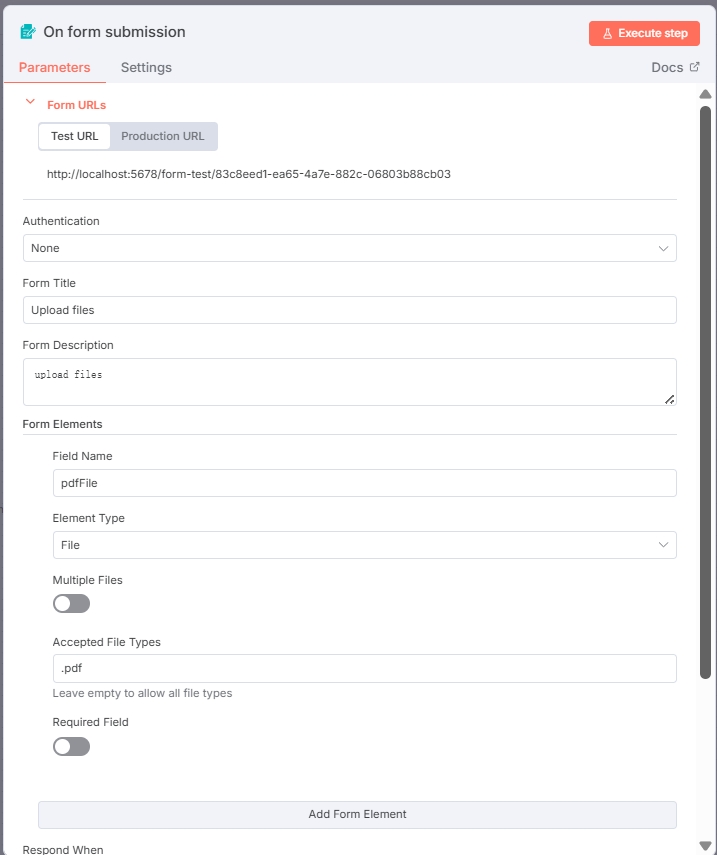 On form submission
Execute step
Parameters
Settings
Docs
Form URLs
Test URL
Production URL
http://localhost:5678/form-test/83c8eed1-ea65-4a7e-882c-06803b88cb03
Authentication
None
Form Title
Upload files
Form Description
upload files
Form Elements
Field Name
pdfFile
Element Type
File
Multiple Files
Accepted File Types
.pdf
Leave empty to allow all file types
Required Field
Add Form Element
Respond When